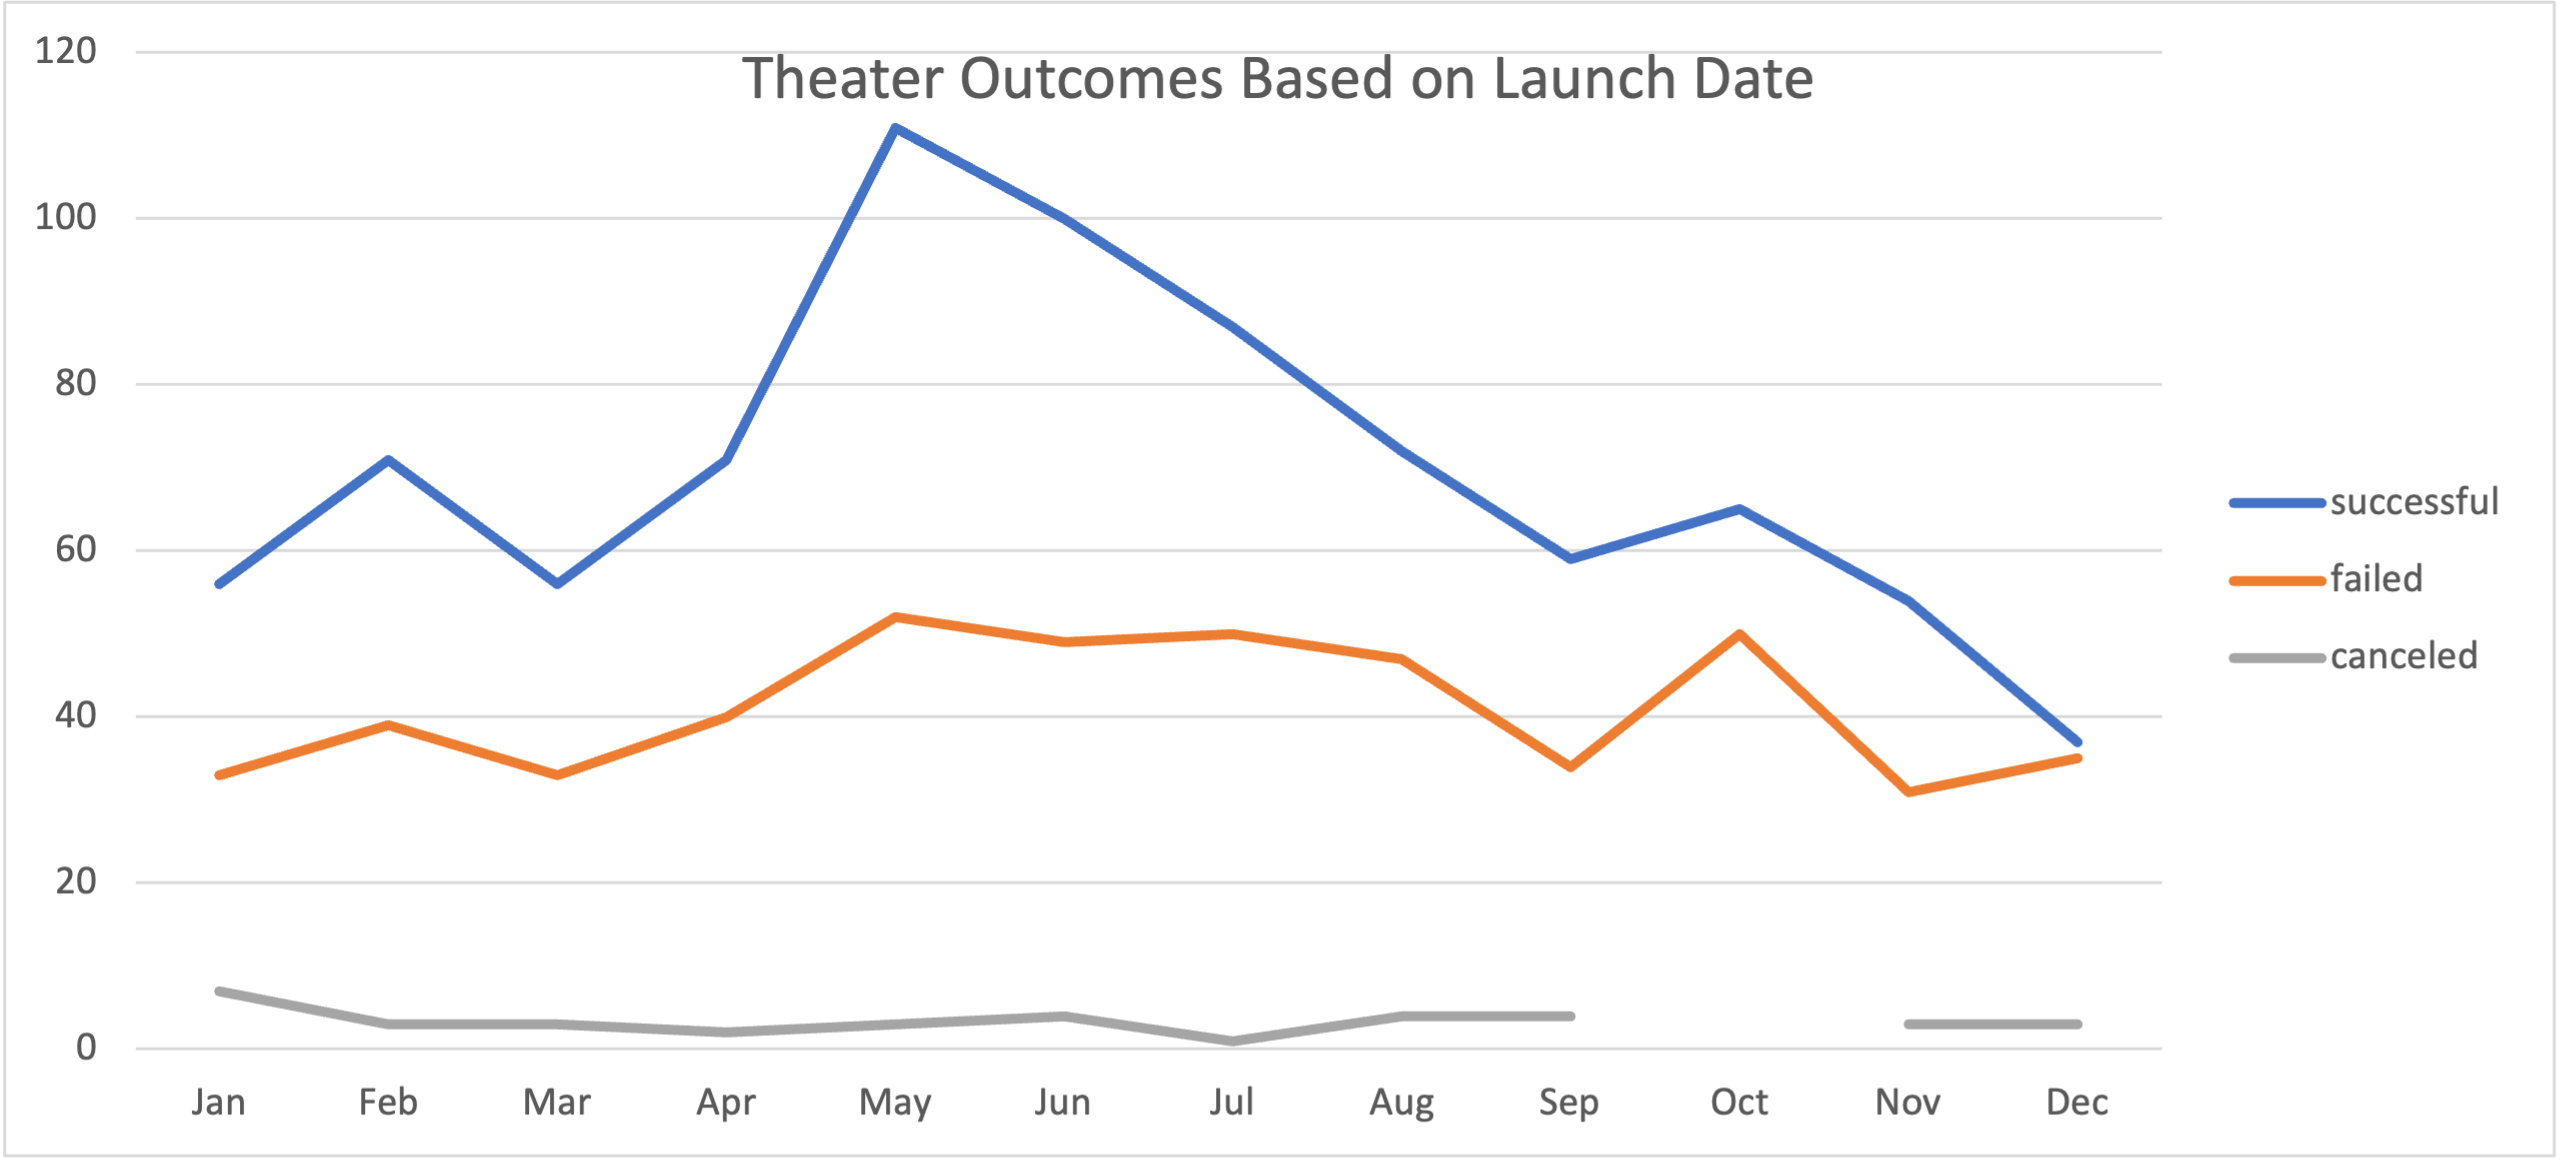 Theater Outcomes Based on Launch Date
120
100
80
60
40
20
0
Jan Feb Mar Apr May Jun Jul Aug Sep Oct Nov Dec
successful
failed
canceled